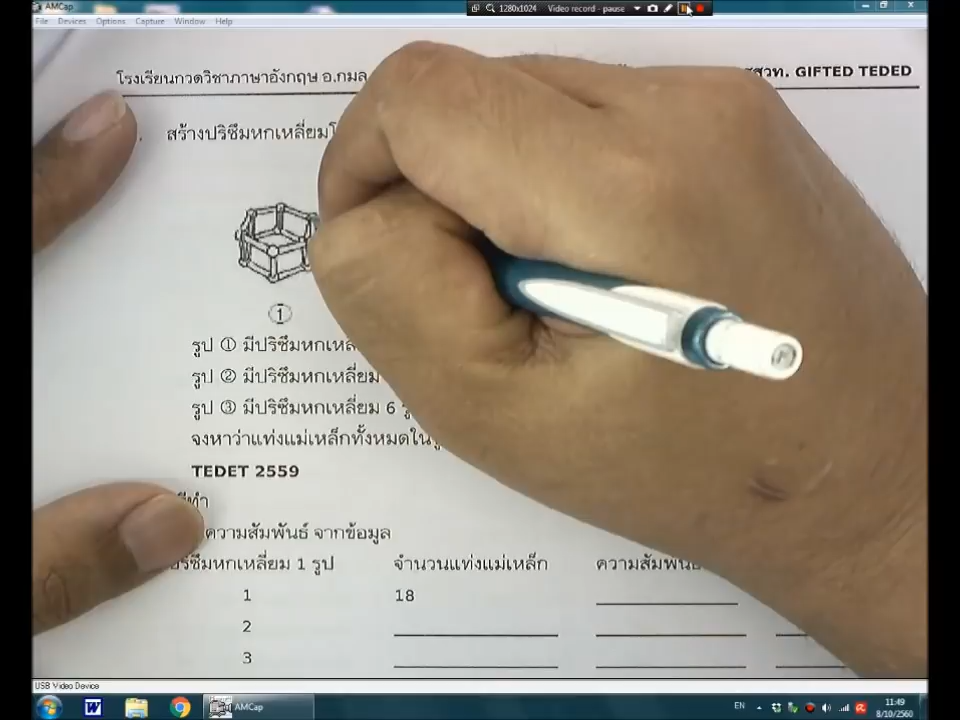 AMCap
1280x1024 Video record - pause
File Devices Options Capture Window Help
โรงเรียนกวดวิชาภาษาอังกฤษ อ.กมล
สสวท. GIFTED TEDED
สร้างปริซึมหกเหลี่ยม
①
รูป ① มีปริซึมหกเหลี่ยม
รูป ② มีปริซึมหกเหลี่ยม
รูป ③ มีปริซึมหกเหลี่ยม 6
จงหาว่าแท่งแม่เหล็กทั้งหมดใน
TEDET 2559
ความสัมพันธ์ จากข้อมูล
ปริซึมหกเหลี่ยม 1 รูป จำนวนแท่งแม่เหล็ก ความสัมพันธ์
1 18
2
3
USB Video Device
AMCap EN 11:49
8/10/2560